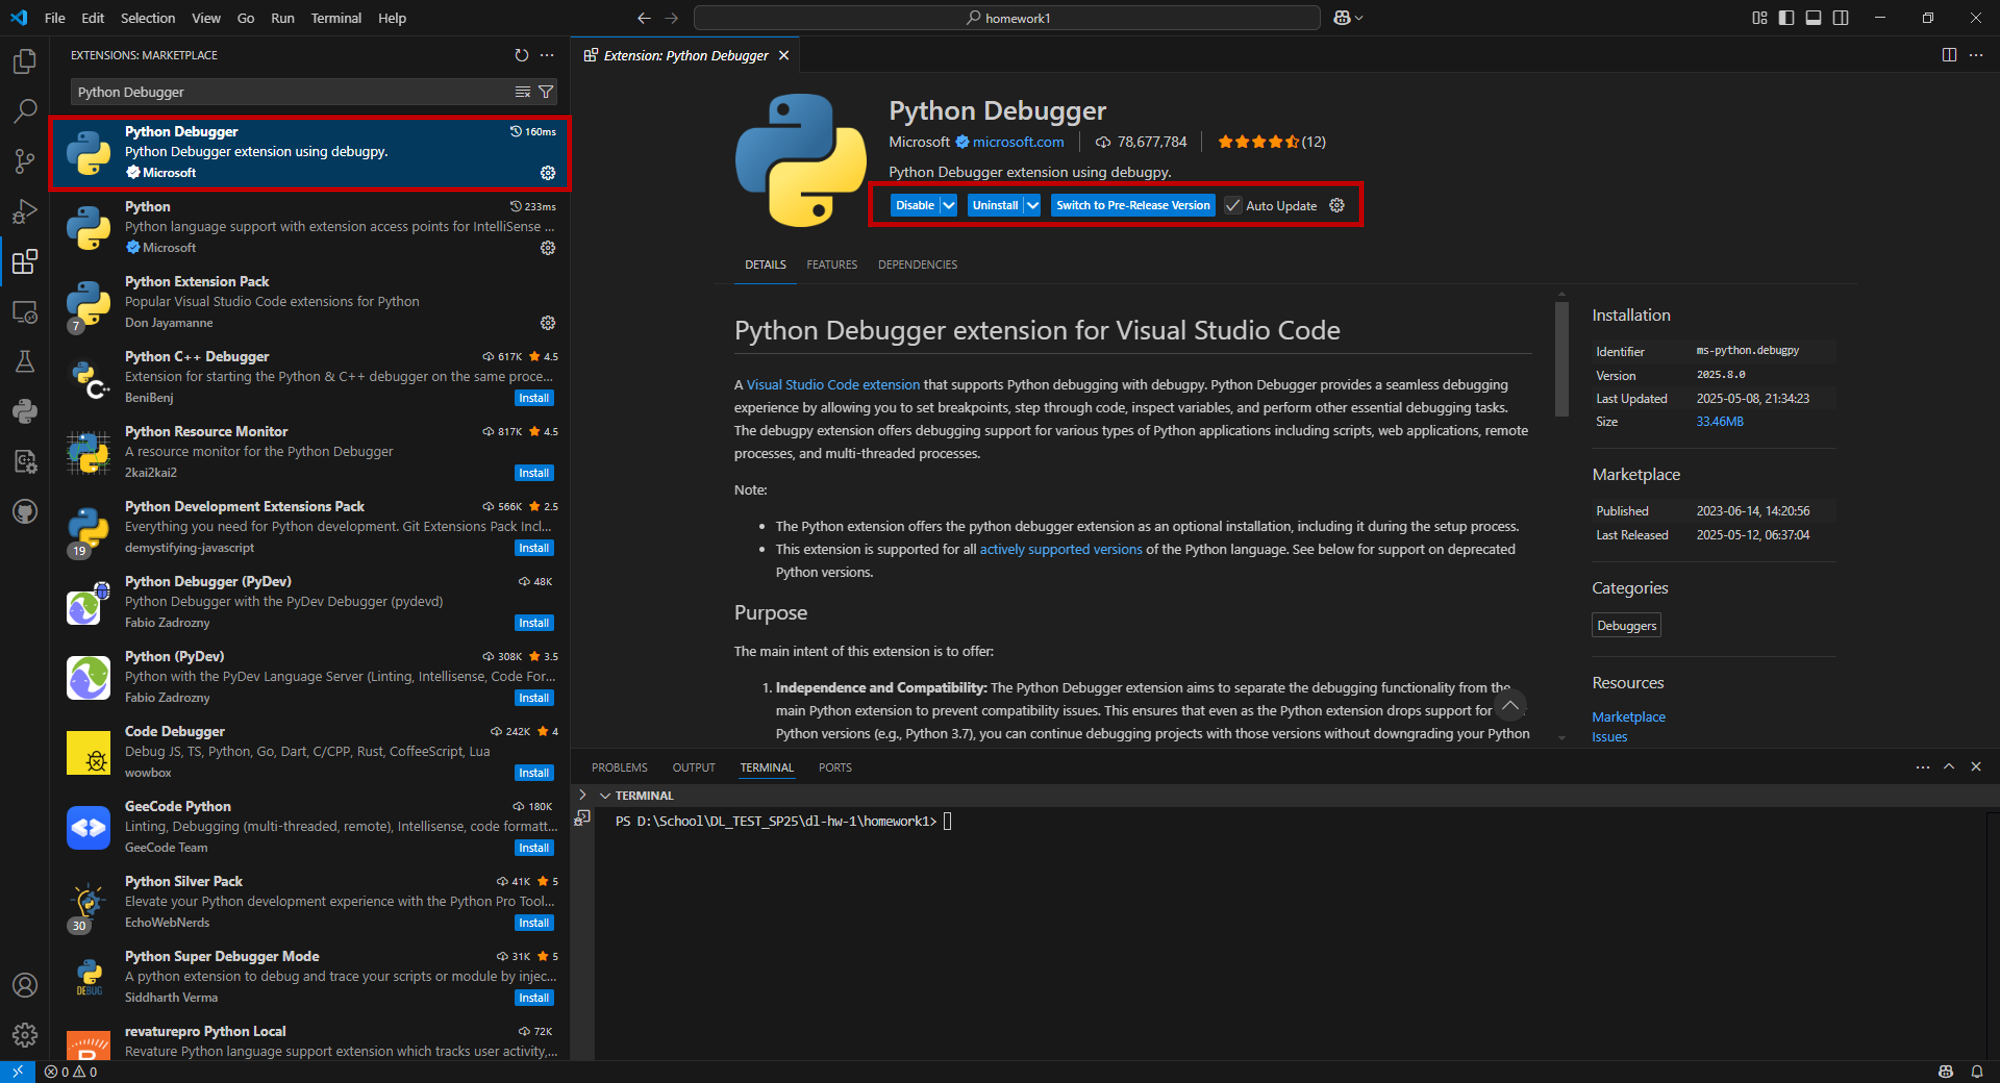 File Edit Selection View Go Run Terminal Help
homework1
EXTENSIONS: MARKETPLACE
Python Debugger
Python Debugger 160ms
Python Debugger extension using debugpy.
Microsoft
Python 233ms
Python language support with extension access points for IntelliSense ...
Microsoft
Python Extension Pack
Popular Visual Studio Code extensions for Python
7
Don Jayamanne
Python C++ Debugger 617K 4.5
Extension for starting the Python & C++ debugger on the same proce...
BeniBenj Install
Python Resource Monitor 817K 4.5
A resource monitor for the Python Debugger
2kai2kai2 Install
Python Development Extensions Pack 566K 2.5
Everything you need for Python development. Git Extensions Pack Incl...
19
demystifying-javascript Install
Python Debugger (PyDev) 48K
Python Debugger with the PyDev Debugger (pydevd)
Fabio Zadrozny Install
Python (PyDev) 308K 3.5
Python with the PyDev Language Server (Linting, Intellisense, Code For...
Fabio Zadrozny Install
Code Debugger 242K 4
Debug JS, TS, Python, Go, Dart, C/CPP, Rust, CoffeeScript, Lua
wowbox Install
GeeCode Python 180K
Linting, Debugging (multi-threaded, remote), Intellisense, code formatt...
GeeCode Team Install
Python Silver Pack 41K 5
Elevate your Python development experience with the Python Pro Tool...
30
EchoWebNerds Install
Python Super Debugger Mode 31K 5
A python extension to debug and trace your scripts or module by injec...
DEBUG
Siddharth Verma Install
revaturepro Python Local 72K
Revature Python language support extension which tracks user activity,...
R
0 0
Extension: Python Debugger
Python Debugger
Microsoft microsoft.com 78,677,784 (12)
Python Debugger extension using debugpy.
Disable Uninstall Switch to Pre-Release Version Auto Update
DETAILS FEATURES DEPENDENCIES
Python Debugger extension for Visual Studio Code
A Visual Studio Code extension that supports Python debugging with debugpy. Python Debugger provides a seamless debugging
experience by allowing you to set breakpoints, step through code, inspect variables, and perform other essential debugging tasks.
The debugpy extension offers debugging support for various types of Python applications including scripts, web applications, remote
processes, and multi-threaded processes.
Note:
• The Python extension offers the python debugger extension as an optional installation, including it during the setup process.
• This extension is supported for all actively supported versions of the Python language. See below for support on deprecated
Python versions.
Purpose
The main intent of this extension is to offer:
1. Independence and Compatibility: The Python Debugger extension aims to separate the debugging functionality from the
main Python extension to prevent compatibility issues. This ensures that even as the Python extension drops support for
Python versions (e.g., Python 3.7), you can continue debugging projects with those versions without downgrading your Python
Installation
Identifier ms-python.debugpy
Version 2025.8.0
Last Updated 2025-05-08, 21:34:23
Size 33.46MB
Marketplace
Published 2023-06-14, 14:20:56
Last Released 2025-05-12, 06:37:04
Categories
Debuggers
Resources
Marketplace
Issues
PROBLEMS OUTPUT TERMINAL PORTS
TERMINAL
PS D:\School\DL_TEST_SP25\dl-hw-1\homework1>